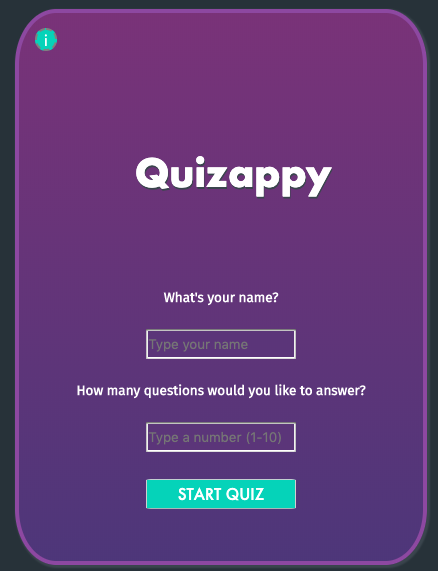 i
Quizappy
What's your name?
Type your name
How many questions would you like to answer?
Type a number (1-10)
START QUIZ